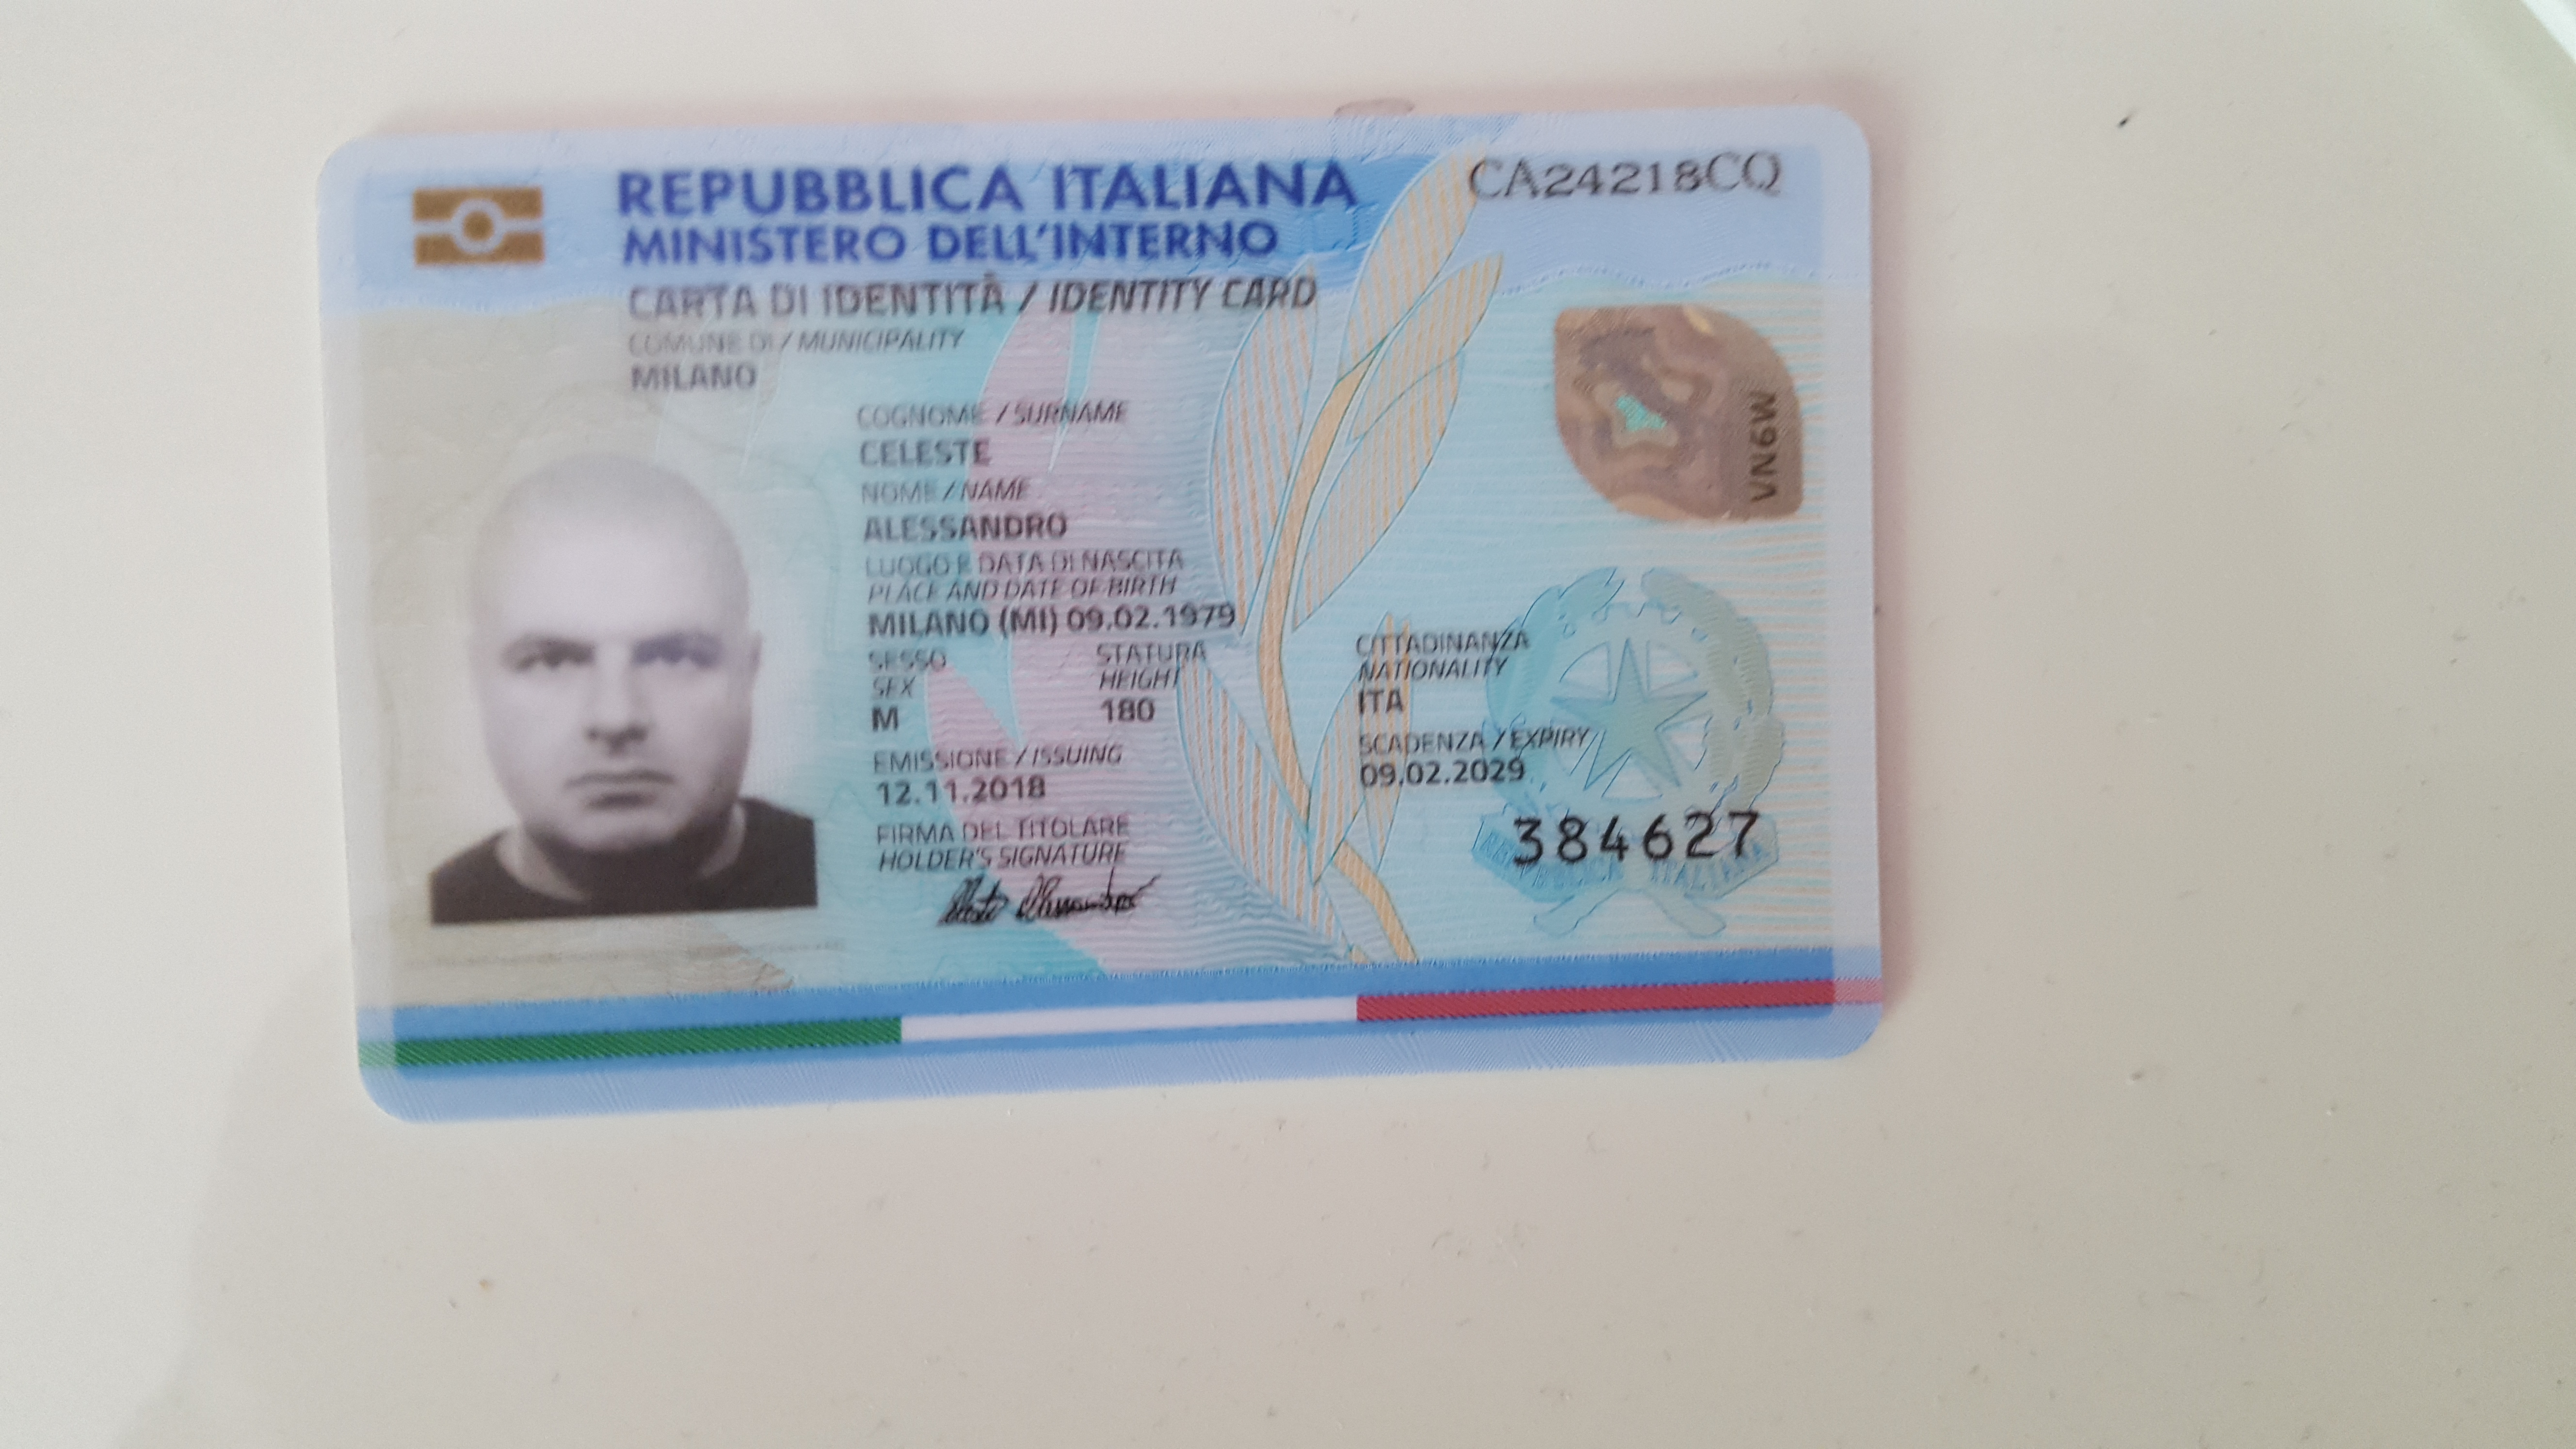 REPUBBLICA ITALIANA
MINISTERO DELL'INTERNO
CA24218CQ
CARTA DI IDENTITÀ / IDENTITY CARD
COMUNE DI / MUNICIPALITY
MILANO
COGNOME / SURNAME
CELESTE
NOME / NAME
ALESSANDRO
LUOGO E DATA DI NASCITA
PLACE AND DATE OF BIRTH
MILANO (MI) 09.02.1979
SESSO STATURA CITTADINANZA
SEX HEIGHT NATIONALITY
M 180 ITA
EMISSIONE / ISSUING SCADENZA / EXPIRY
12.11.2018 09.02.2029
FIRMA DEL TITOLARE
HOLDER'S SIGNATURE
384627
VN6W